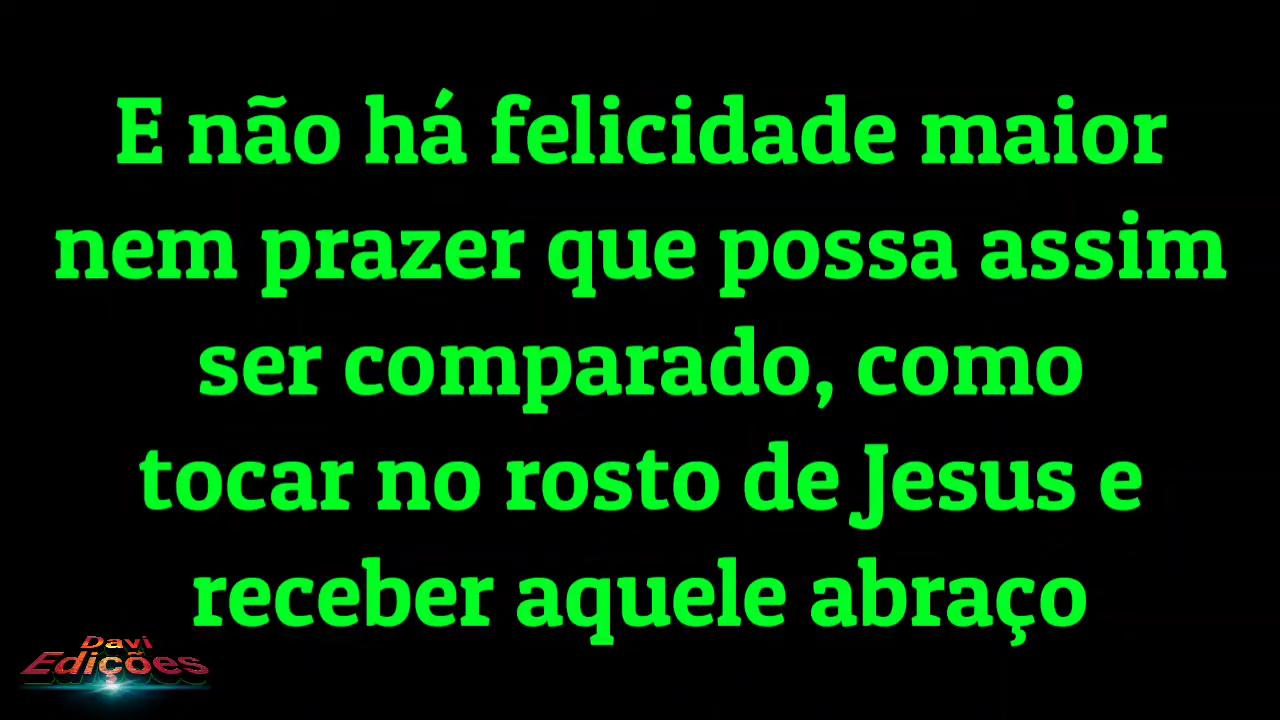 E não há felicidade maior
nem prazer que possa assim
ser comparado, como
tocar no rosto de Jesus e
receber aquele abraço
Davi
Edições